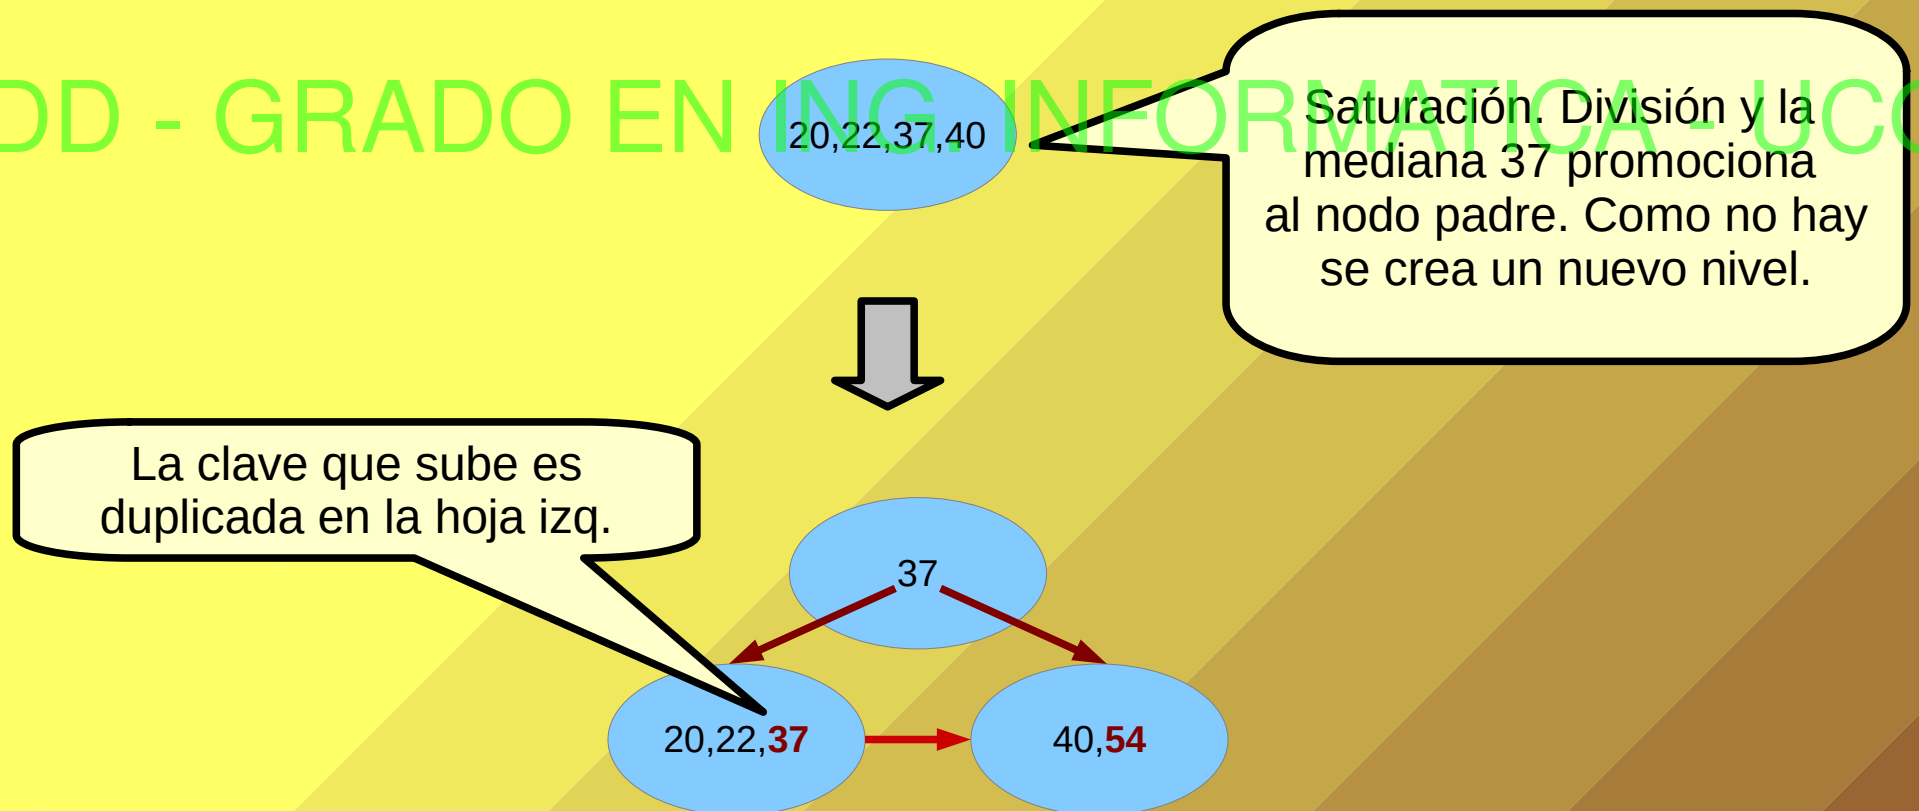 DD - GRADO EN ING. INFORMATICA - UCO
20,22,37,40
Saturación. División y la
mediana 37 promociona
al nodo padre. Como no hay
se crea un nuevo nivel.
La clave que sube es
duplicada en la hoja izq.
37
20,22,37
40,54